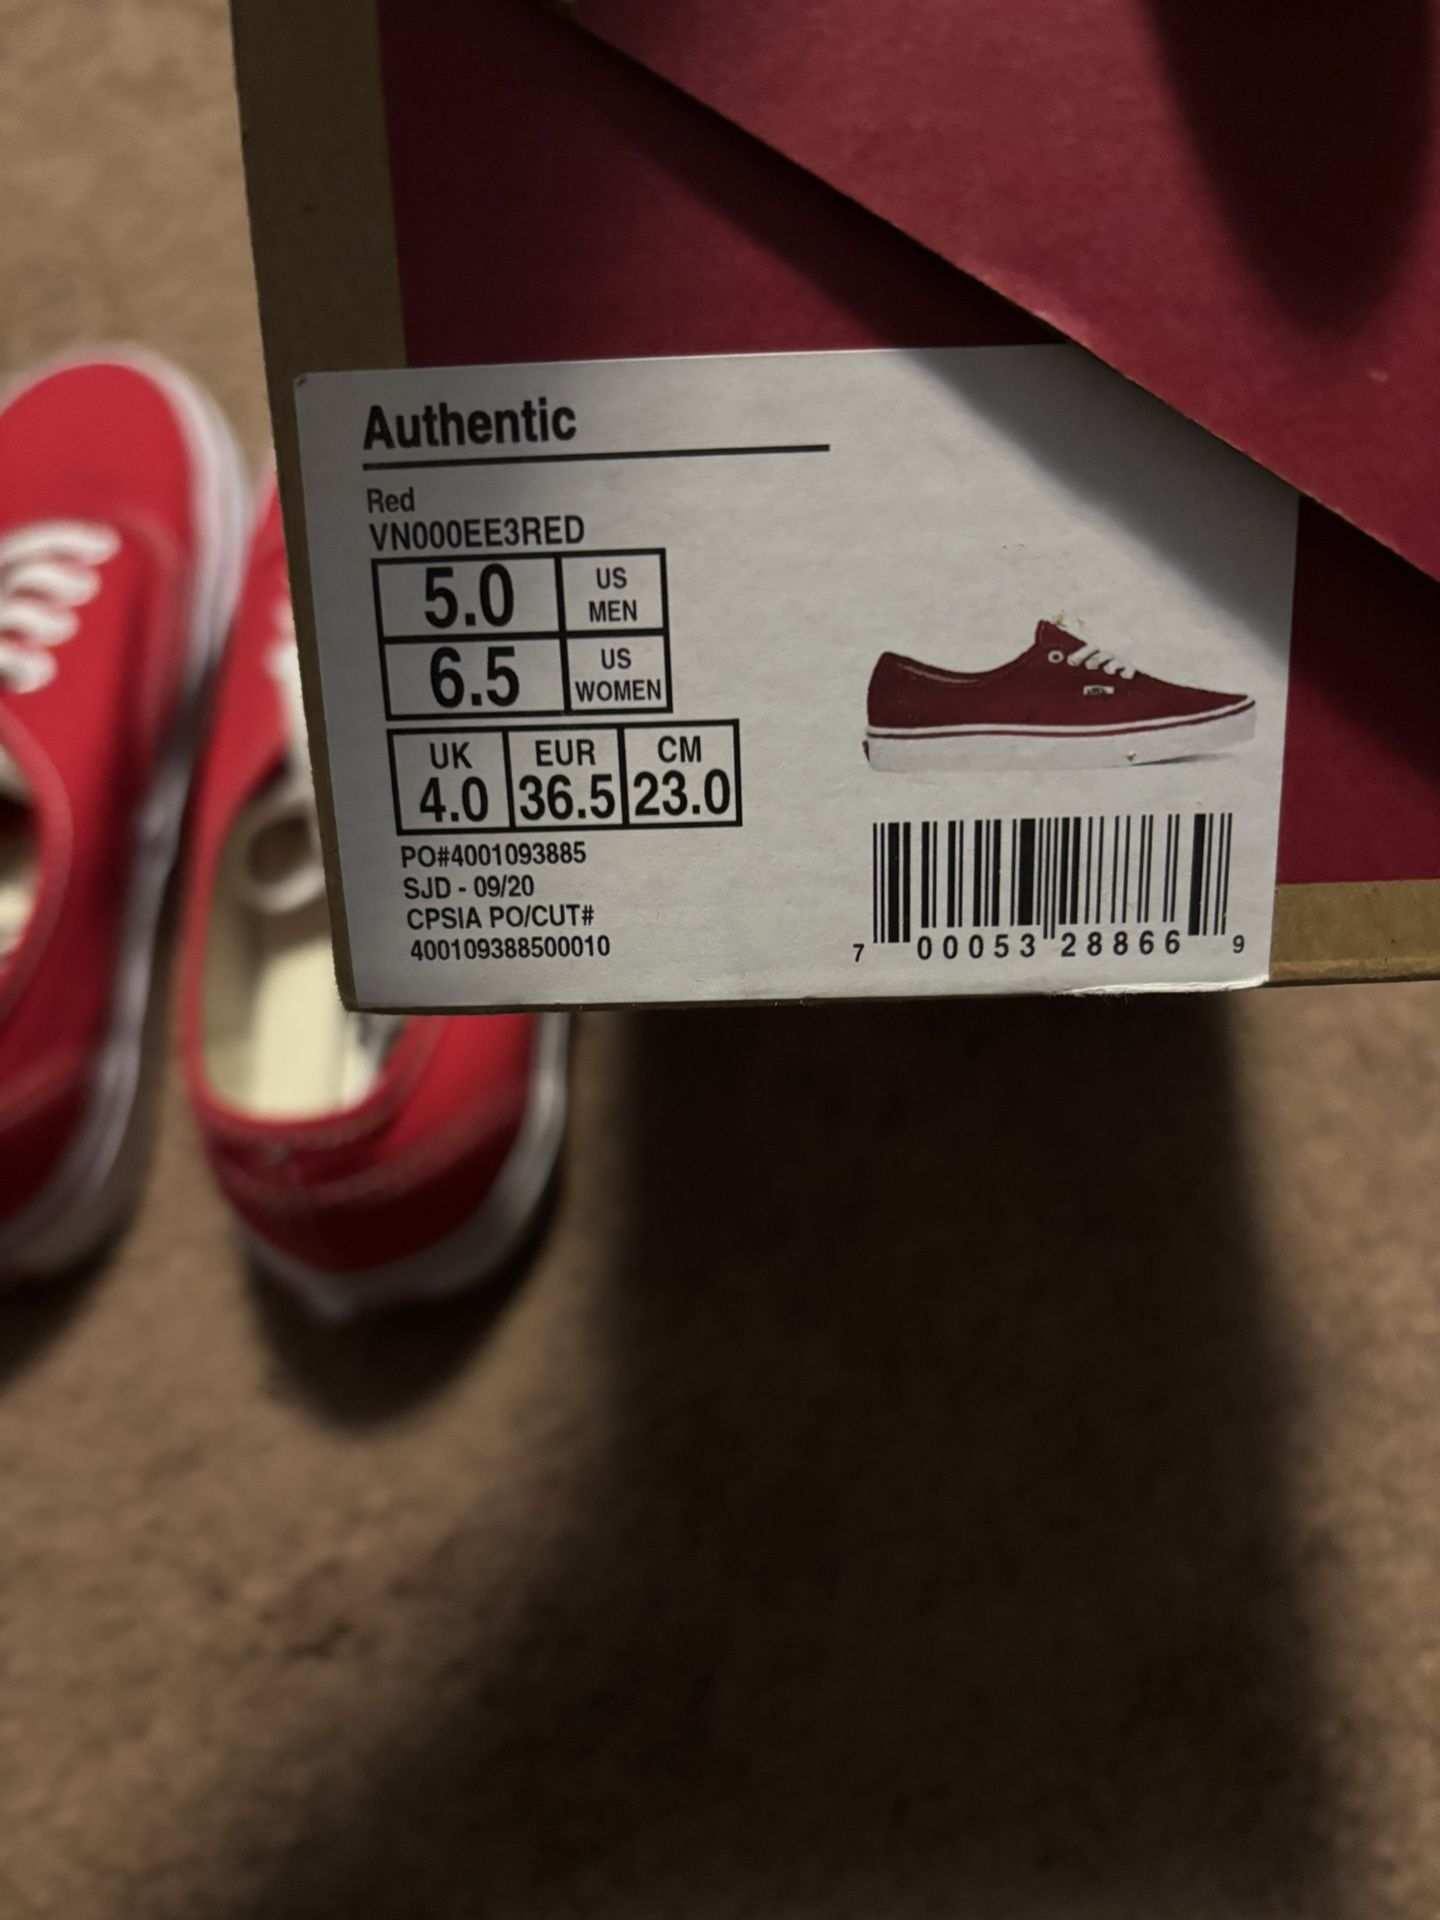 Authentic
Red
VN000EE3RED
5.0 US MEN
6.5 US WOMEN
UK EUR CM
4.0 36.5 23.0
PO#4001093885
SJD - 09/20
CPSIA PO/CUT#
400109388500010
7 00053 28866 9